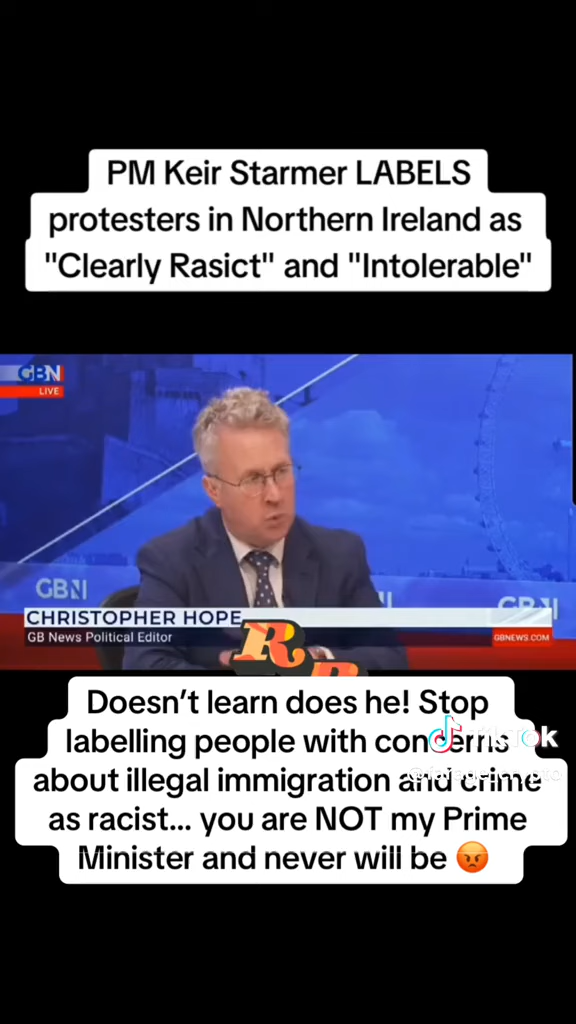 PM Keir Starmer LABELS
protesters in Northern Ireland as
"Clearly Rasict" and "Intolerable"
GBN
LIVE
GBN
CHRISTOPHER HOPE
GB News Political Editor
GBNEWS.COM
R
Doesn’t learn does he! Stop
labelling people with concerns
about illegal immigration and crime
as racist... you are NOT my Prime
Minister and never will be 😡